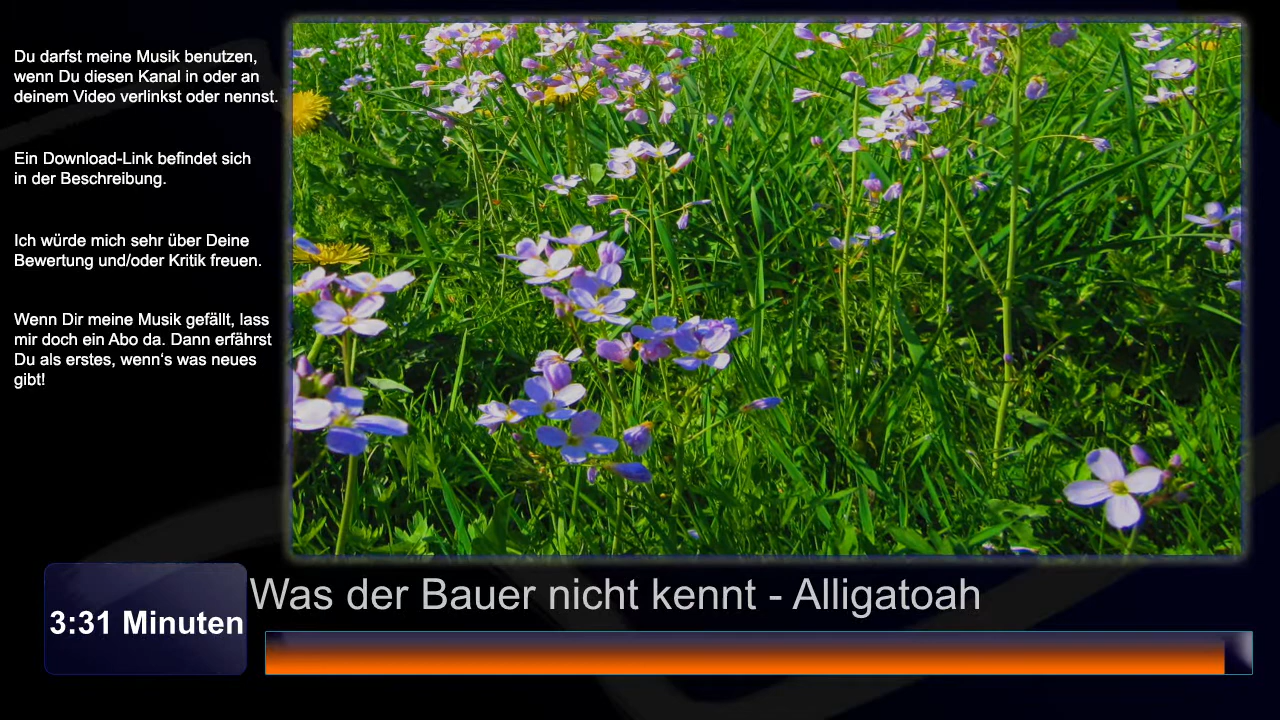 Du darfst meine Musik benutzen,
wenn Du diesen Kanal in oder an
deinem Video verlinkst oder nennst.
Ein Download-Link befindet sich
in der Beschreibung.
Ich würde mich sehr über Deine
Bewertung und/oder Kritik freuen.
Wenn Dir meine Musik gefällt, lass
mir doch ein Abo da. Dann erfährst
Du als erstes, wenn's was neues
gibt!
Was der Bauer nicht kennt - Alligatoah
3:31 Minuten